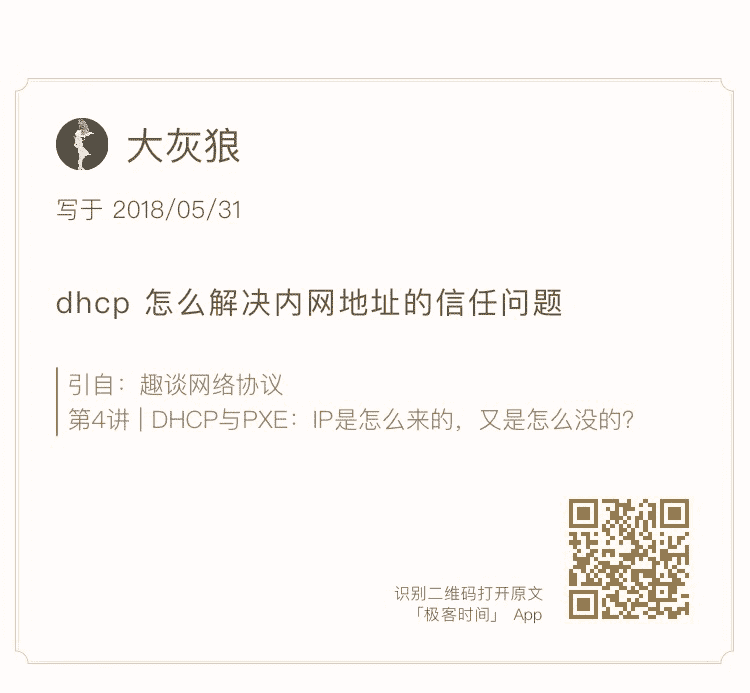 大灰狼
写于 2018/05/31
dhcp 怎么解决内网地址的信任问题
引自：趣谈网络协议
第4讲 | DHCP与PXE：IP是怎么来的，又是怎么没的？
识别二维码打开原文
「极客时间」 App